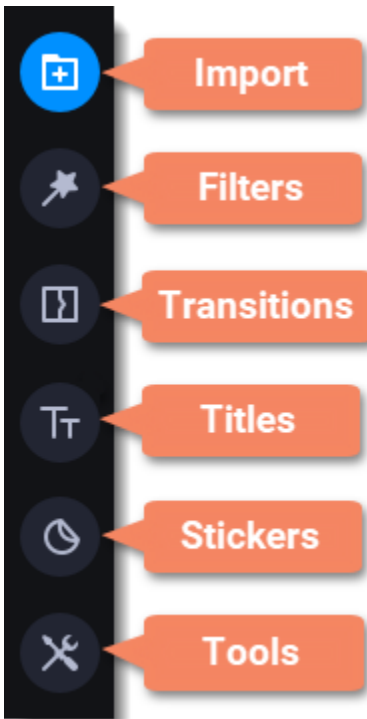 Import
Filters
Transitions
Titles
Stickers
Tools